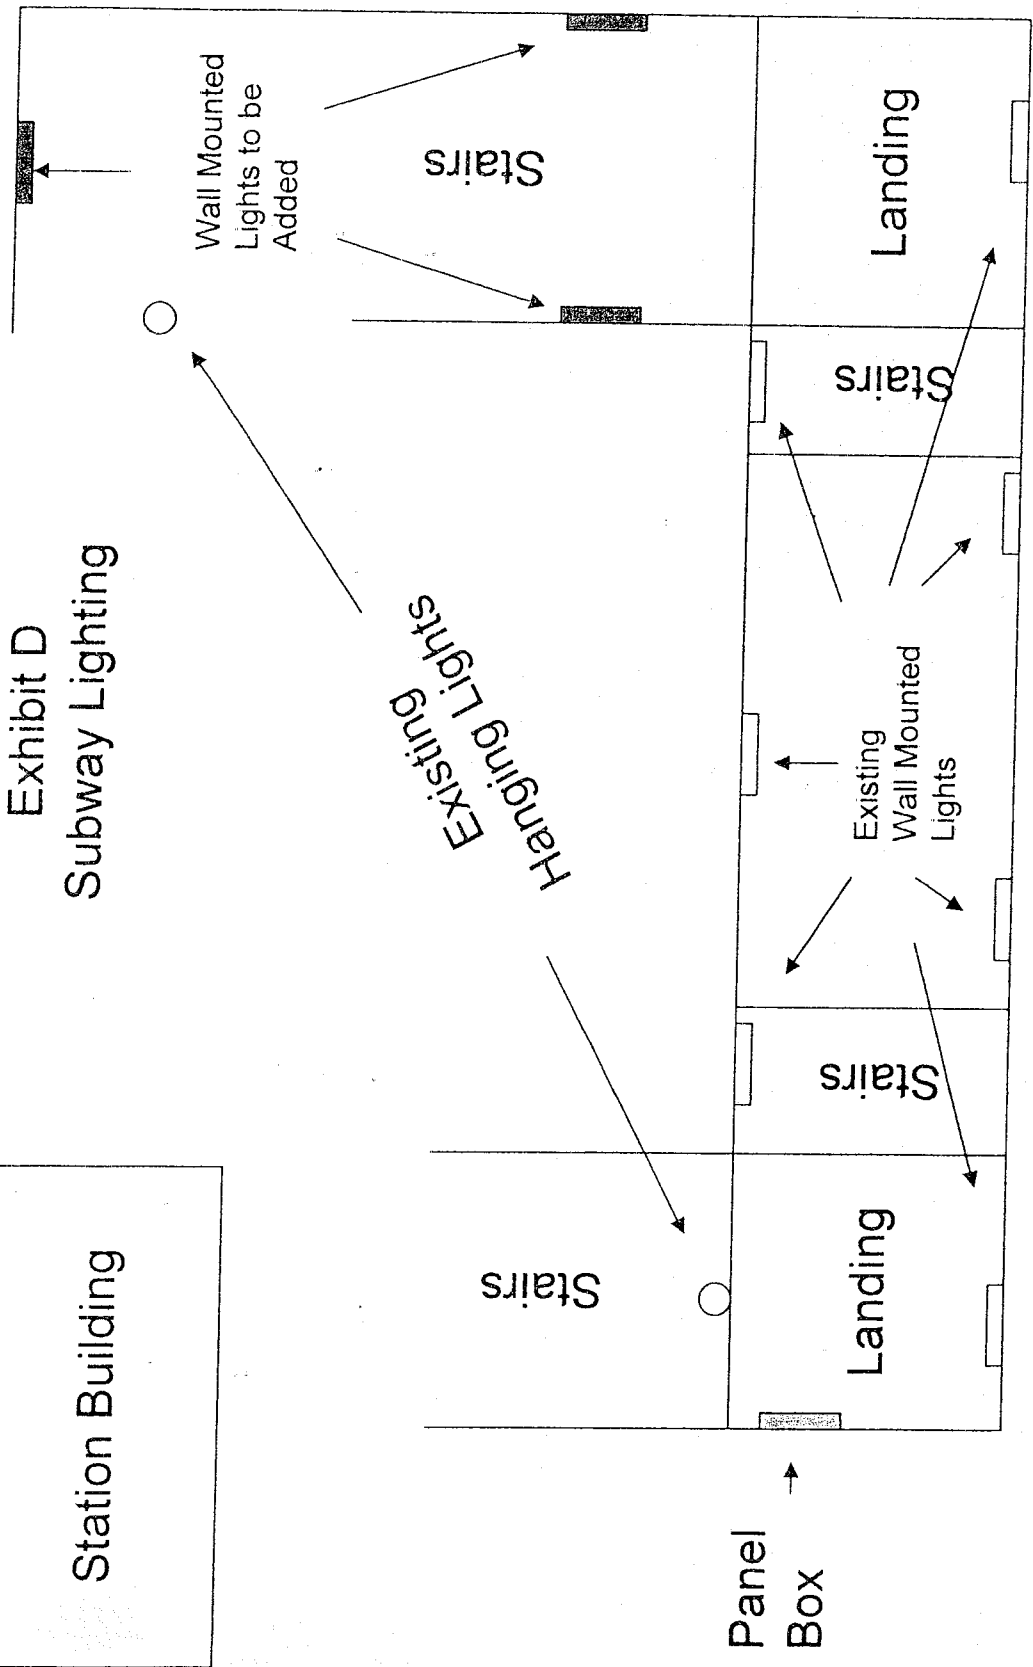 Exhibit D
Subway Lighting
Station Building
Wall Mounted
Lights to be
Added
Stairs
Existing
Hanging Lights
Stairs
Panel
Box
Landing
Stairs
Existing
Wall Mounted
Lights
Stairs
Landing